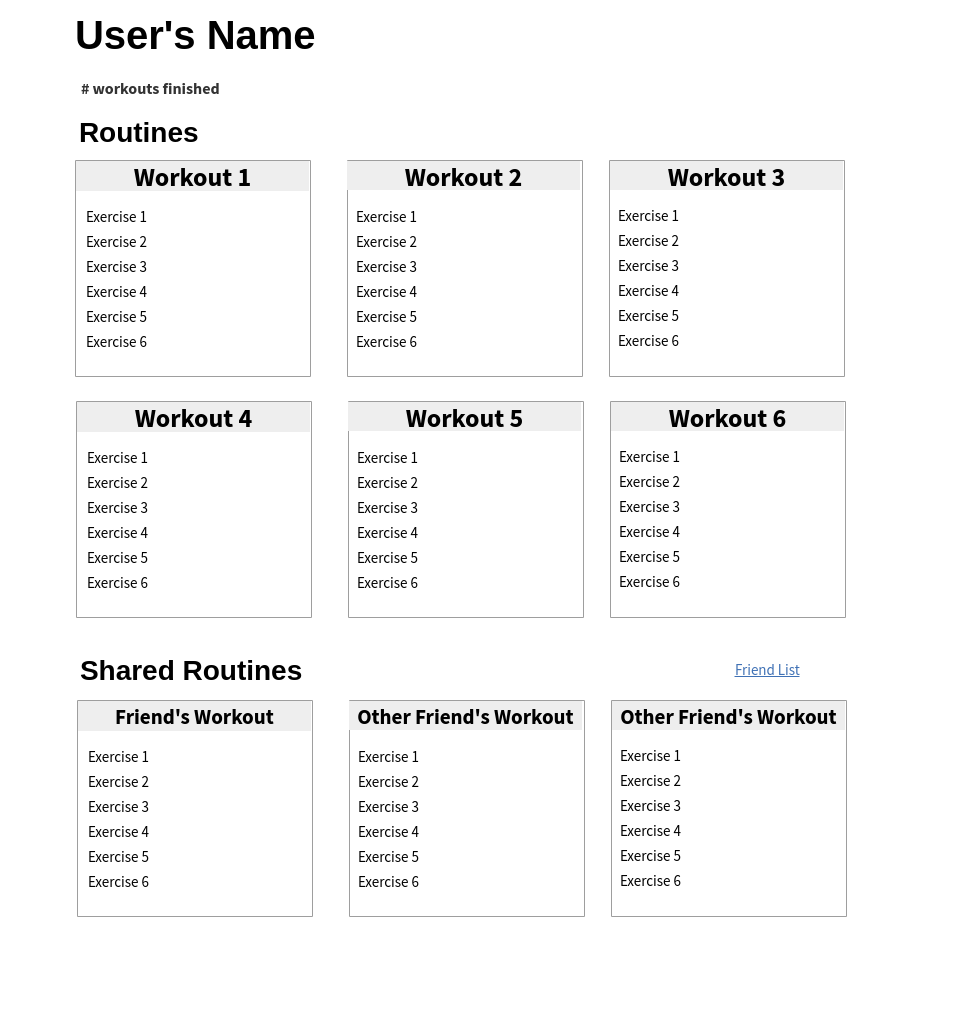 User's Name
# workouts finished
Routines
Workout 1
Exercise 1
Exercise 2
Exercise 3
Exercise 4
Exercise 5
Exercise 6
Workout 2
Exercise 1
Exercise 2
Exercise 3
Exercise 4
Exercise 5
Exercise 6
Workout 3
Exercise 1
Exercise 2
Exercise 3
Exercise 4
Exercise 5
Exercise 6
Workout 4
Exercise 1
Exercise 2
Exercise 3
Exercise 4
Exercise 5
Exercise 6
Workout 5
Exercise 1
Exercise 2
Exercise 3
Exercise 4
Exercise 5
Exercise 6
Workout 6
Exercise 1
Exercise 2
Exercise 3
Exercise 4
Exercise 5
Exercise 6
Shared Routines
Friend List
Friend's Workout
Exercise 1
Exercise 2
Exercise 3
Exercise 4
Exercise 5
Exercise 6
Other Friend's Workout
Exercise 1
Exercise 2
Exercise 3
Exercise 4
Exercise 5
Exercise 6
Other Friend's Workout
Exercise 1
Exercise 2
Exercise 3
Exercise 4
Exercise 5
Exercise 6